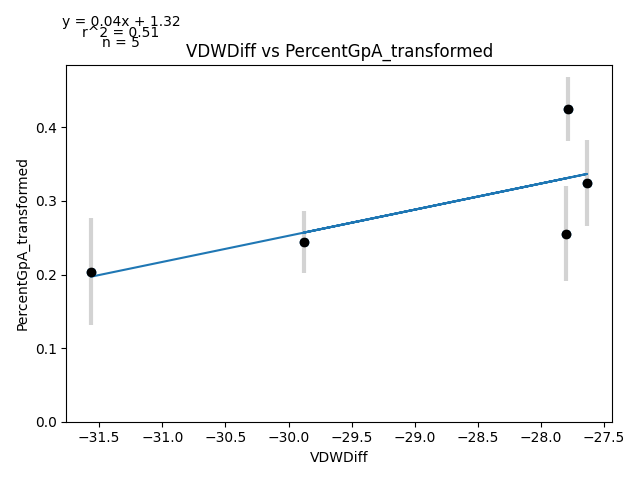 y = 0.04x + 1.32
r^2 = 0.51
n = 5
VDWDiff vs PercentGpA_transformed
PercentGpA_transformed
0.4
0.3
0.2
0.1
0.0
−31.5 −31.0 −30.5 −30.0 −29.5 −29.0 −28.5 −28.0 −27.5
VDWDiff